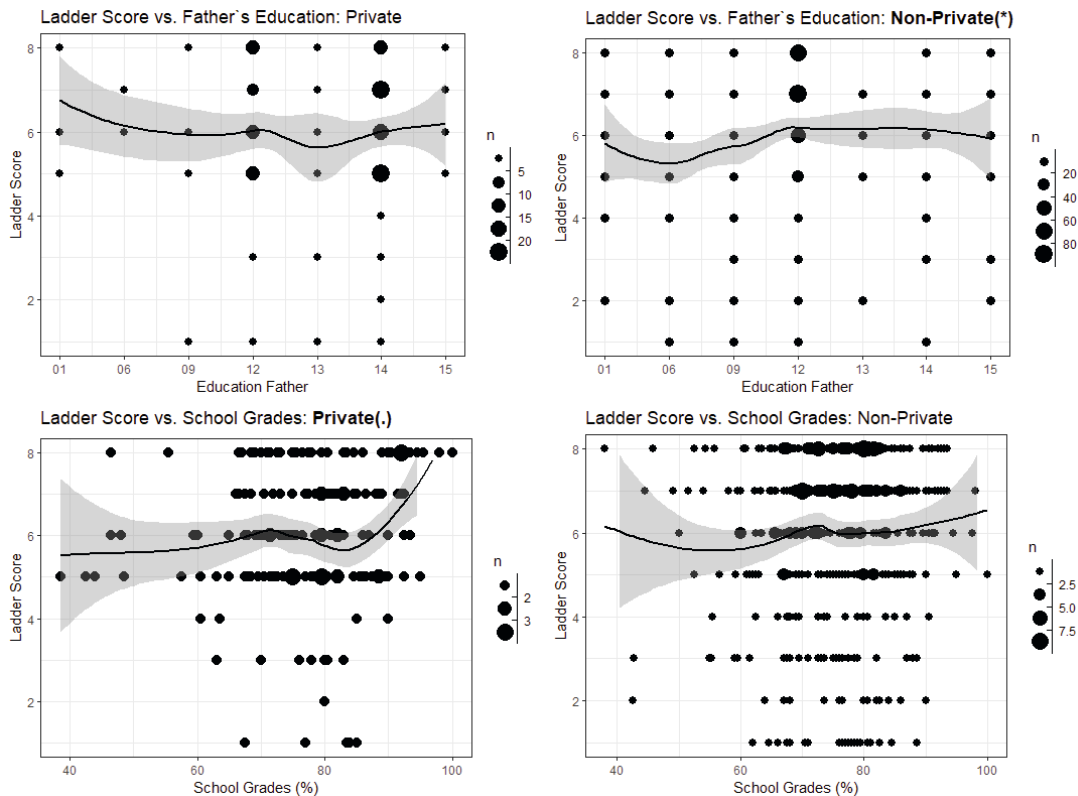 Ladder Score vs. Father`s Education: Private
8
6
4
2
Ladder Score
01 06 09 12 13 14 15
Education Father
n
5
10
15
20
Ladder Score vs. Father`s Education: Non-Private(*)
8
6
4
2
Ladder Score
01 06 09 12 13 14 15
Education Father
n
20
40
60
80
Ladder Score vs. School Grades: Private(.)
8
6
4
2
Ladder Score
40 60 80 100
School Grades (%)
n
2
3
Ladder Score vs. School Grades: Non-Private
8
6
4
2
Ladder Score
40 60 80 100
School Grades (%)
n
2.5
5.0
7.5